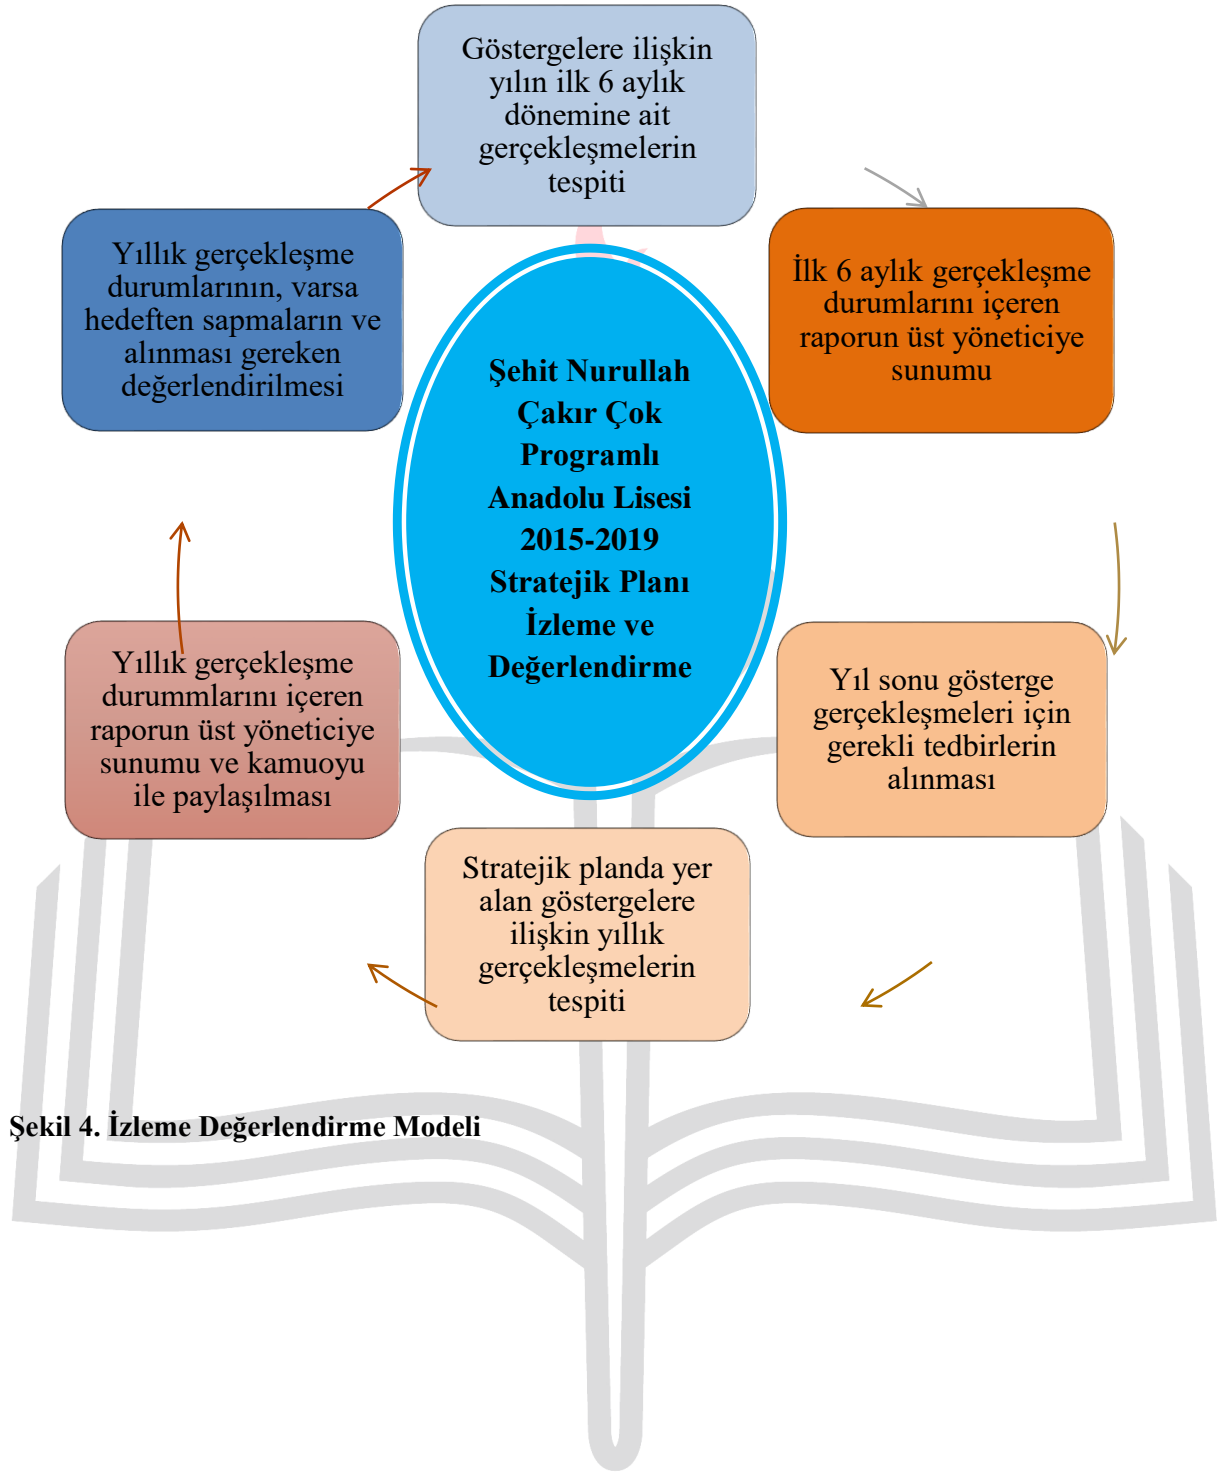 Göstergelere ilişkin
yılın ilk 6 aylık
dönemine ait
gerçekleşmelerin
tespiti
İlk 6 aylık gerçekleşme
durumlarını içeren
raporun üst yöneticiye
sunumu
Yıl sonu gösterge
gerçekleşmeleri için
gerekli tedbirlerin
alınması
Stratejik planda yer
alan göstergelere
ilişkin yıllık
gerçekleşmelerin
tespiti
Yıllık gerçekleşme
durummlarını içeren
raporun üst yöneticiye
sunumu ve kamuoyu
ile paylaşılması
Yıllık gerçekleşme
durumlarının, varsa
hedeften sapmaların ve
alınması gereken
değerlendirilmesi
Şehit Nurullah
Çakır Çok
Programlı
Anadolu Lisesi
2015-2019
Stratejik Planı
İzleme ve
Değerlendirme
Şekil 4. İzleme Değerlendirme Modeli